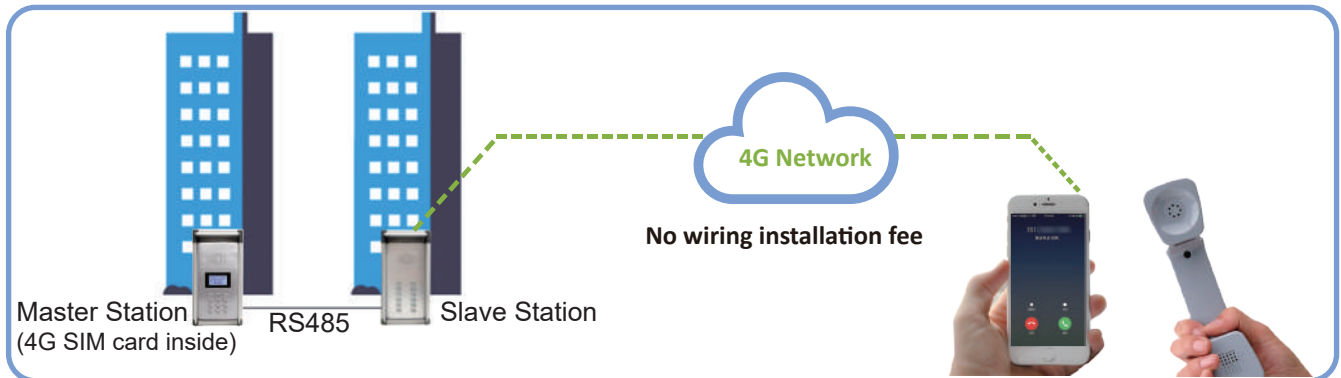 4G Network
No wiring installation fee
Master Station
(4G SIM card inside)
RS485
Slave Station